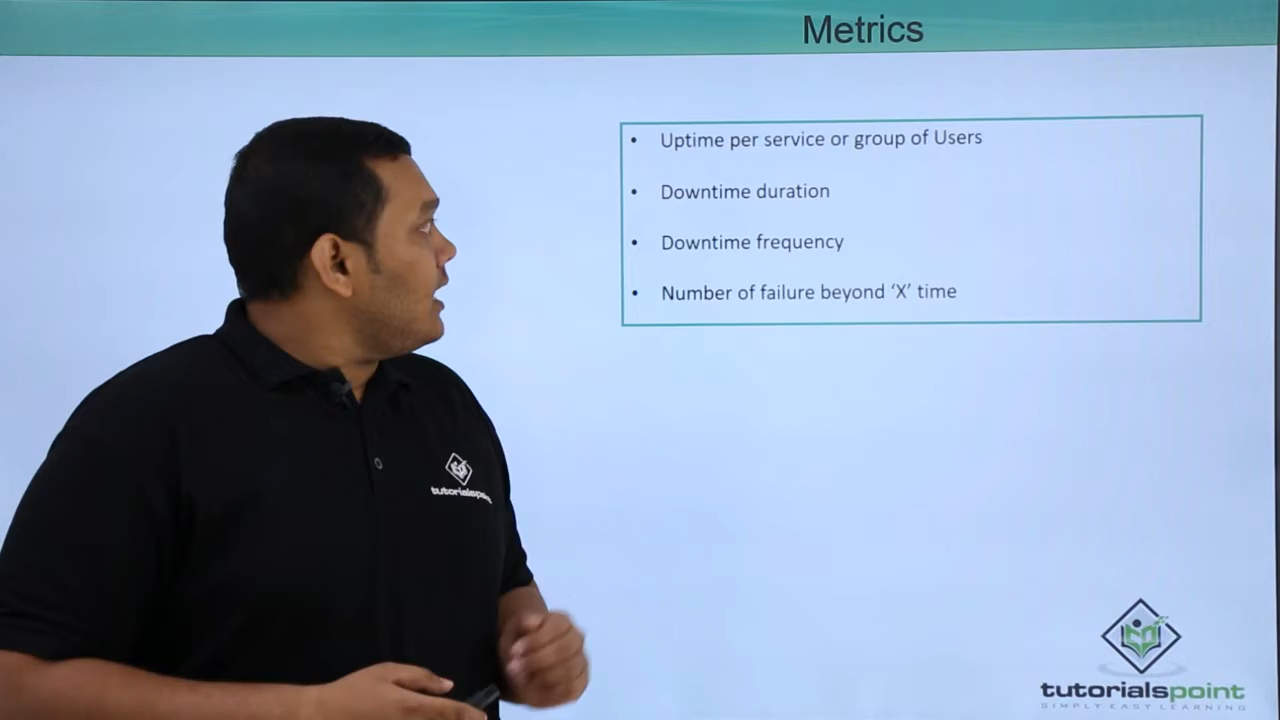 Metrics
• Uptime per service or group of Users
• Downtime duration
• Downtime frequency
• Number of failure beyond ‘X’ time
tutorialspoint
tutorialspoint
SIMPLY EASY LEARNING